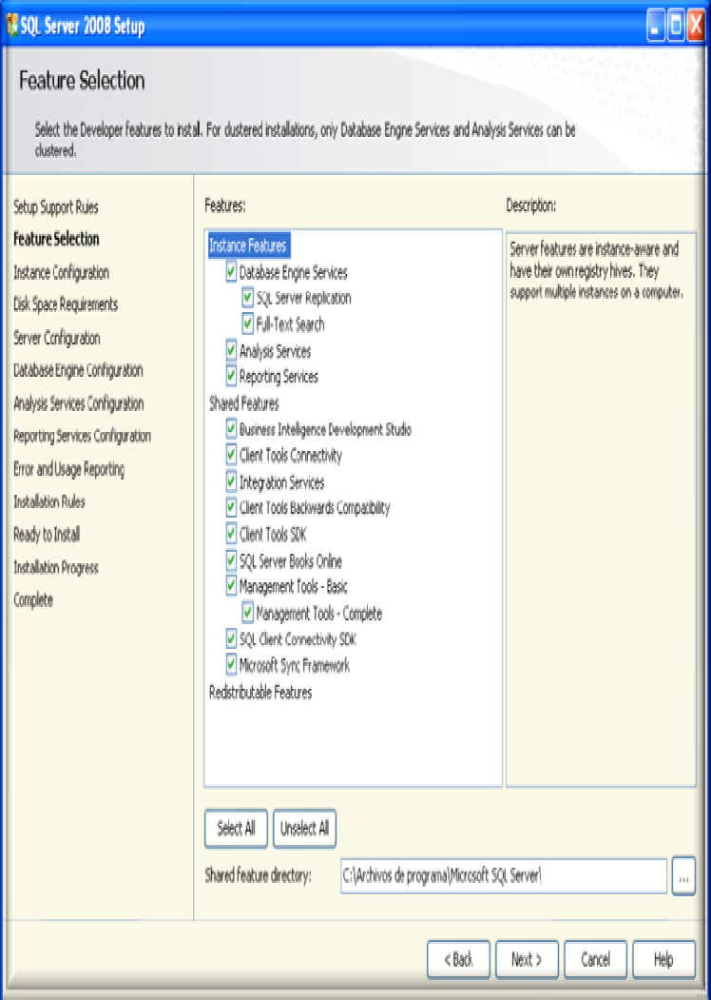 SQL Server 2008 Setup
Feature Selection
Select the Developer features to install. For clustered installations, only Database Engine Services and Analysis Services can be
clustered.
Setup Support Rules
Feature Selection
Instance Configuration
Disk Space Requirements
Server Configuration
Database Engine Configuration
Analysis Services Configuration
Reporting Services Configuration
Error and Usage Reporting
Installation Rules
Ready to Install
Installation Progress
Complete
Features:
Instance Features
Database Engine Services
SQL Server Replication
Full-Text Search
Analysis Services
Reporting Services
Shared Features
Business Intelligence Development Studio
Client Tools Connectivity
Integration Services
Client Tools Backwards Compatibility
Client Tools SDK
SQL Server Books Online
Management Tools - Basic
Management Tools - Complete
SQL Client Connectivity SDK
Microsoft Sync Framework
Redistributable Features
Description:
Server features are instance-aware and
have their own registry hives. They
support multiple instances on a computer.
Select All
Unselect All
Shared feature directory:
C:\Archivos de programa\Microsoft SQL Server\
...
< Back
Next >
Cancel
Help